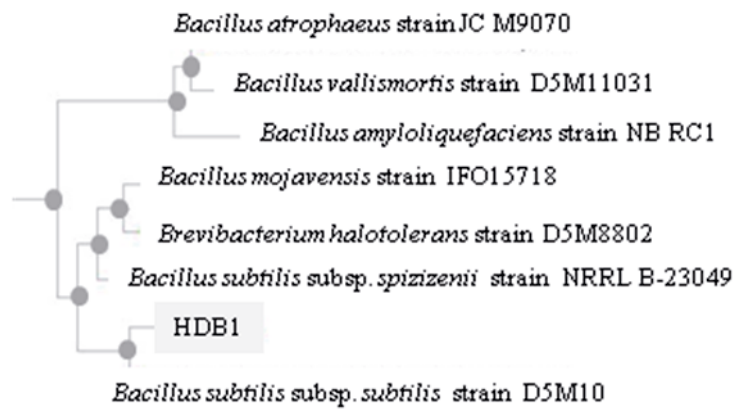 Bacillus atrophaeus strain JC M9070
Bacillus vallismortis strain D5M11031
Bacillus amyloliquefaciens strain NB RC1
Bacillus mojavensis strain IFO15718
Brevibacterium halotolerans strain D5M8802
Bacillus subtilis subsp. spizizenii strain NRRL B-23049
HDB1
Bacillus subtilis subsp. subtilis strain D5M10